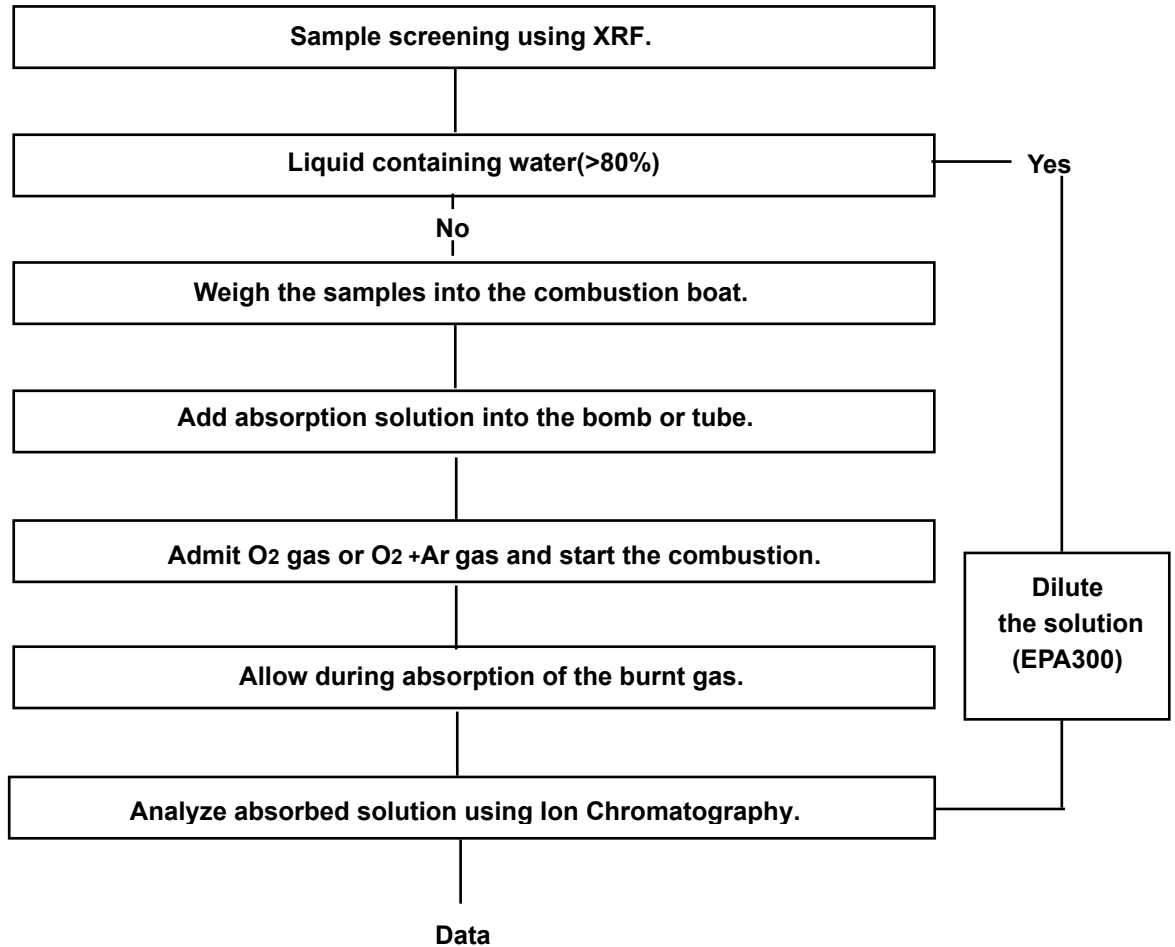 Sample screening using XRF.
Liquid containing water(>80%)
Yes
No
Weigh the samples into the combustion boat.
Add absorption solution into the bomb or tube.
Admit O2 gas or O2 +Ar gas and start the combustion.
Dilute
the solution
(EPA300)
Allow during absorption of the burnt gas.
Analyze absorbed solution using Ion Chromatography.
Data